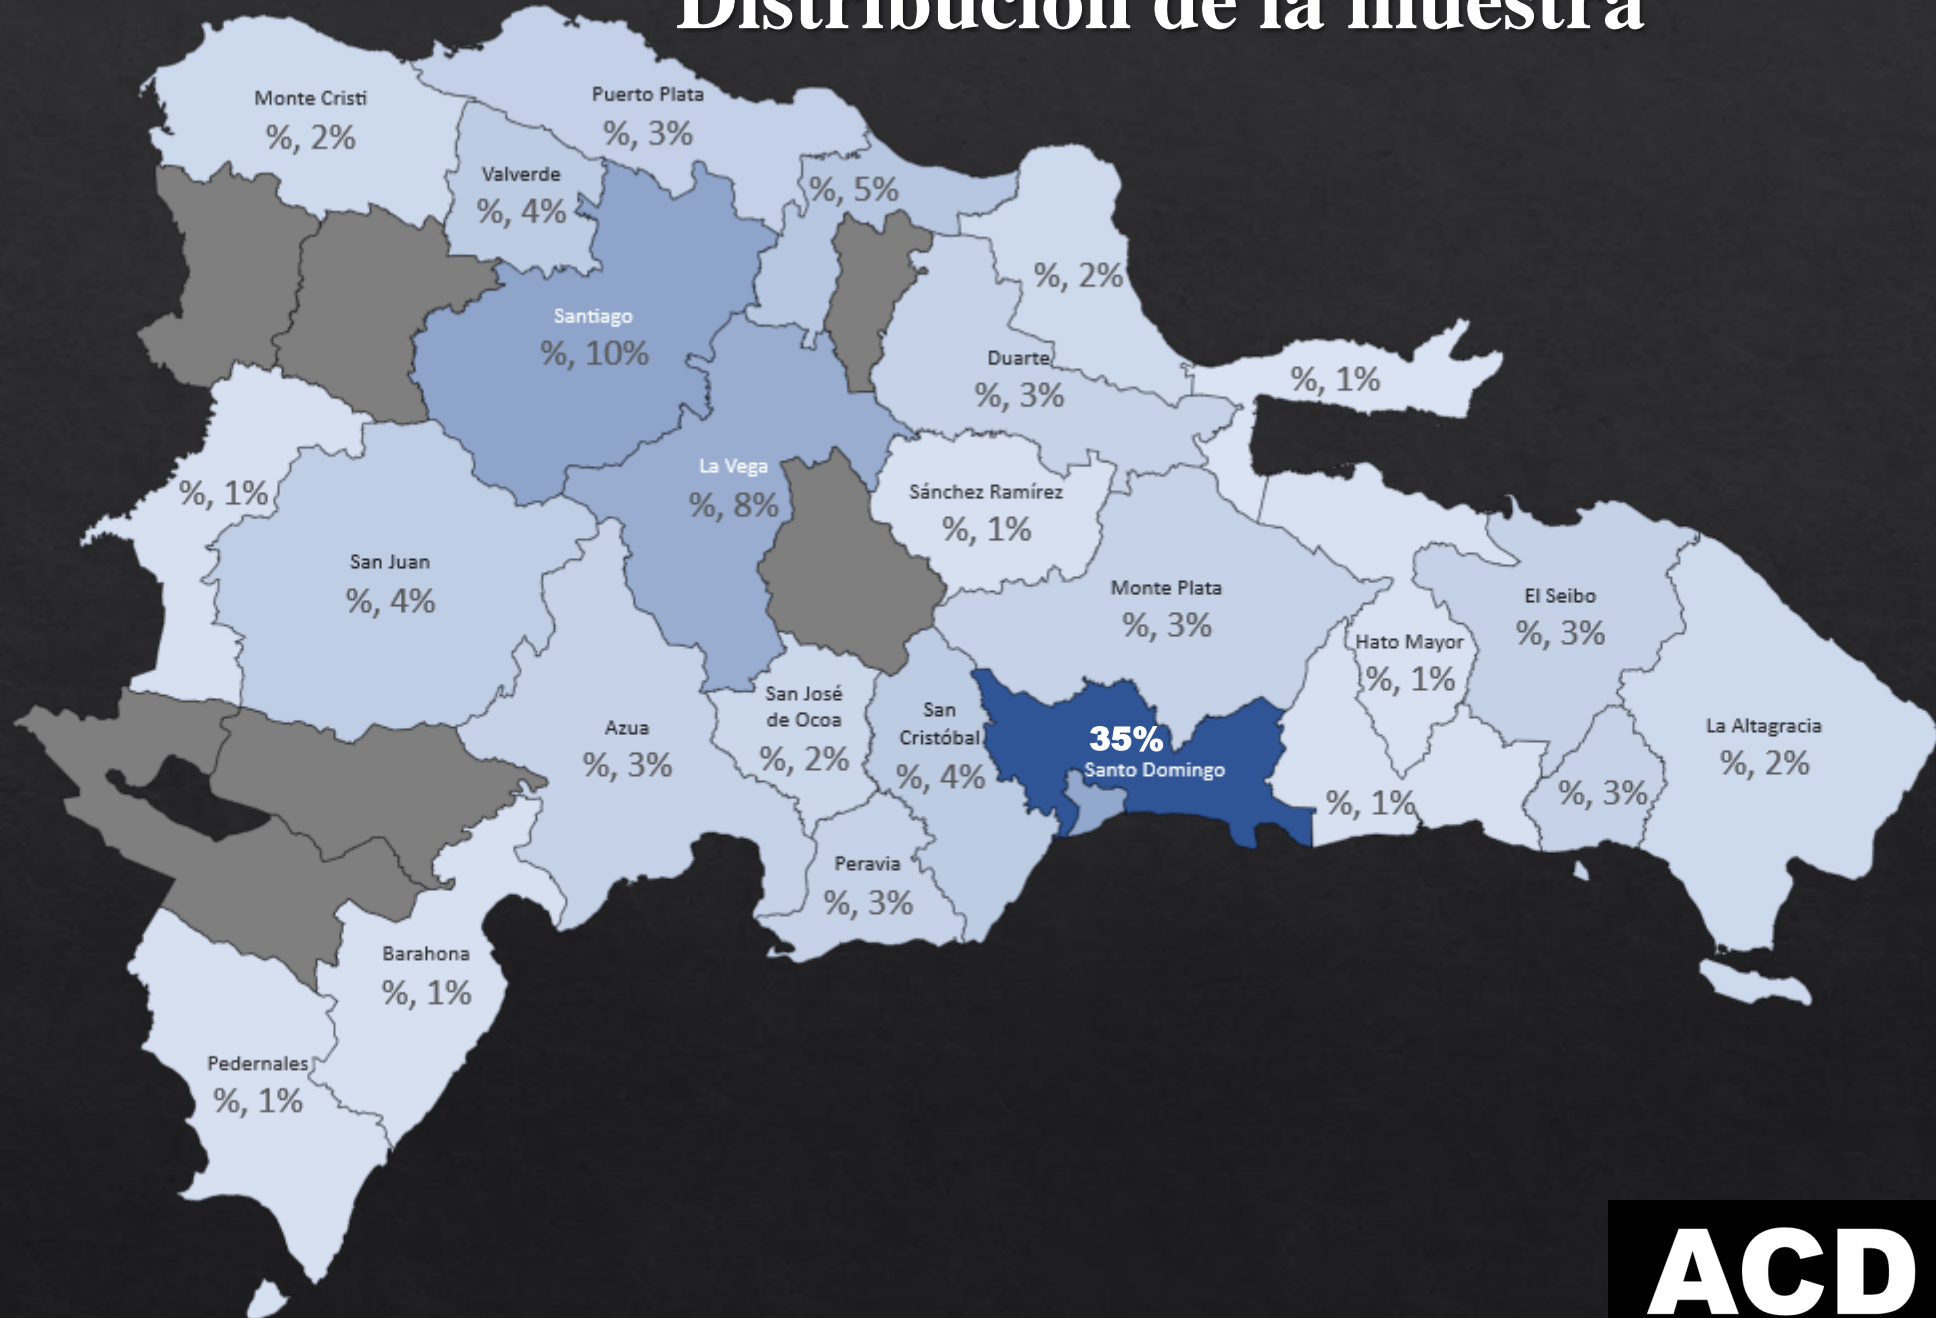 Distribución de la muestra
Monte Cristi
%, 2%
Puerto Plata
%, 3%
Valverde
%, 4%
%, 5%
%, 2%
Santiago
%, 10%
Duarte
%, 3%
%, 1%
La Vega
%, 8%
%, 1%
Sánchez Ramírez
%, 1%
San Juan
%, 4%
Monte Plata
%, 3%
El Seibo
%, 3%
Hato Mayor
%, 1%
San José
de Ocoa
%, 2%
Azua
%, 3%
San
Cristóbal
%, 4%
35%
Santo Domingo
La Altagracia
%, 2%
%, 1%
%, 3%
Peravia
%, 3%
Barahona
%, 1%
Pedernales
%, 1%
ACD